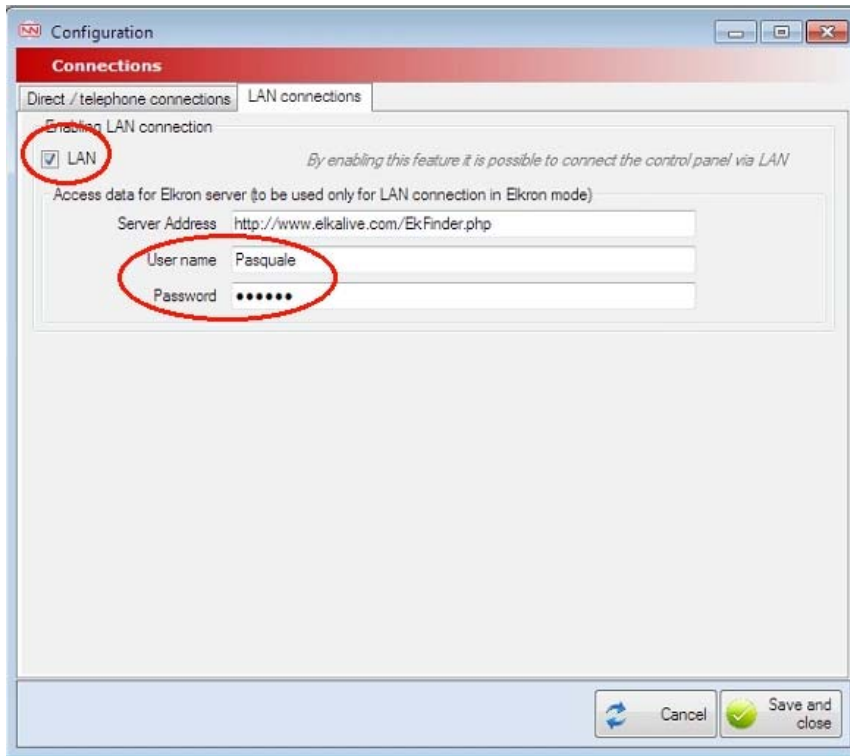 Configuration
Connections
Direct / telephone connections
LAN connections
Enabling LAN connection
LAN
By enabling this feature it is possible to connect the control panel via LAN
Access data for Elkron server (to be used only for LAN connection in Elkron mode)
Server Address http://www.elkalive.com/EkFinder.php
User name Pasquale
Password ••••••
Cancel
Save and
close